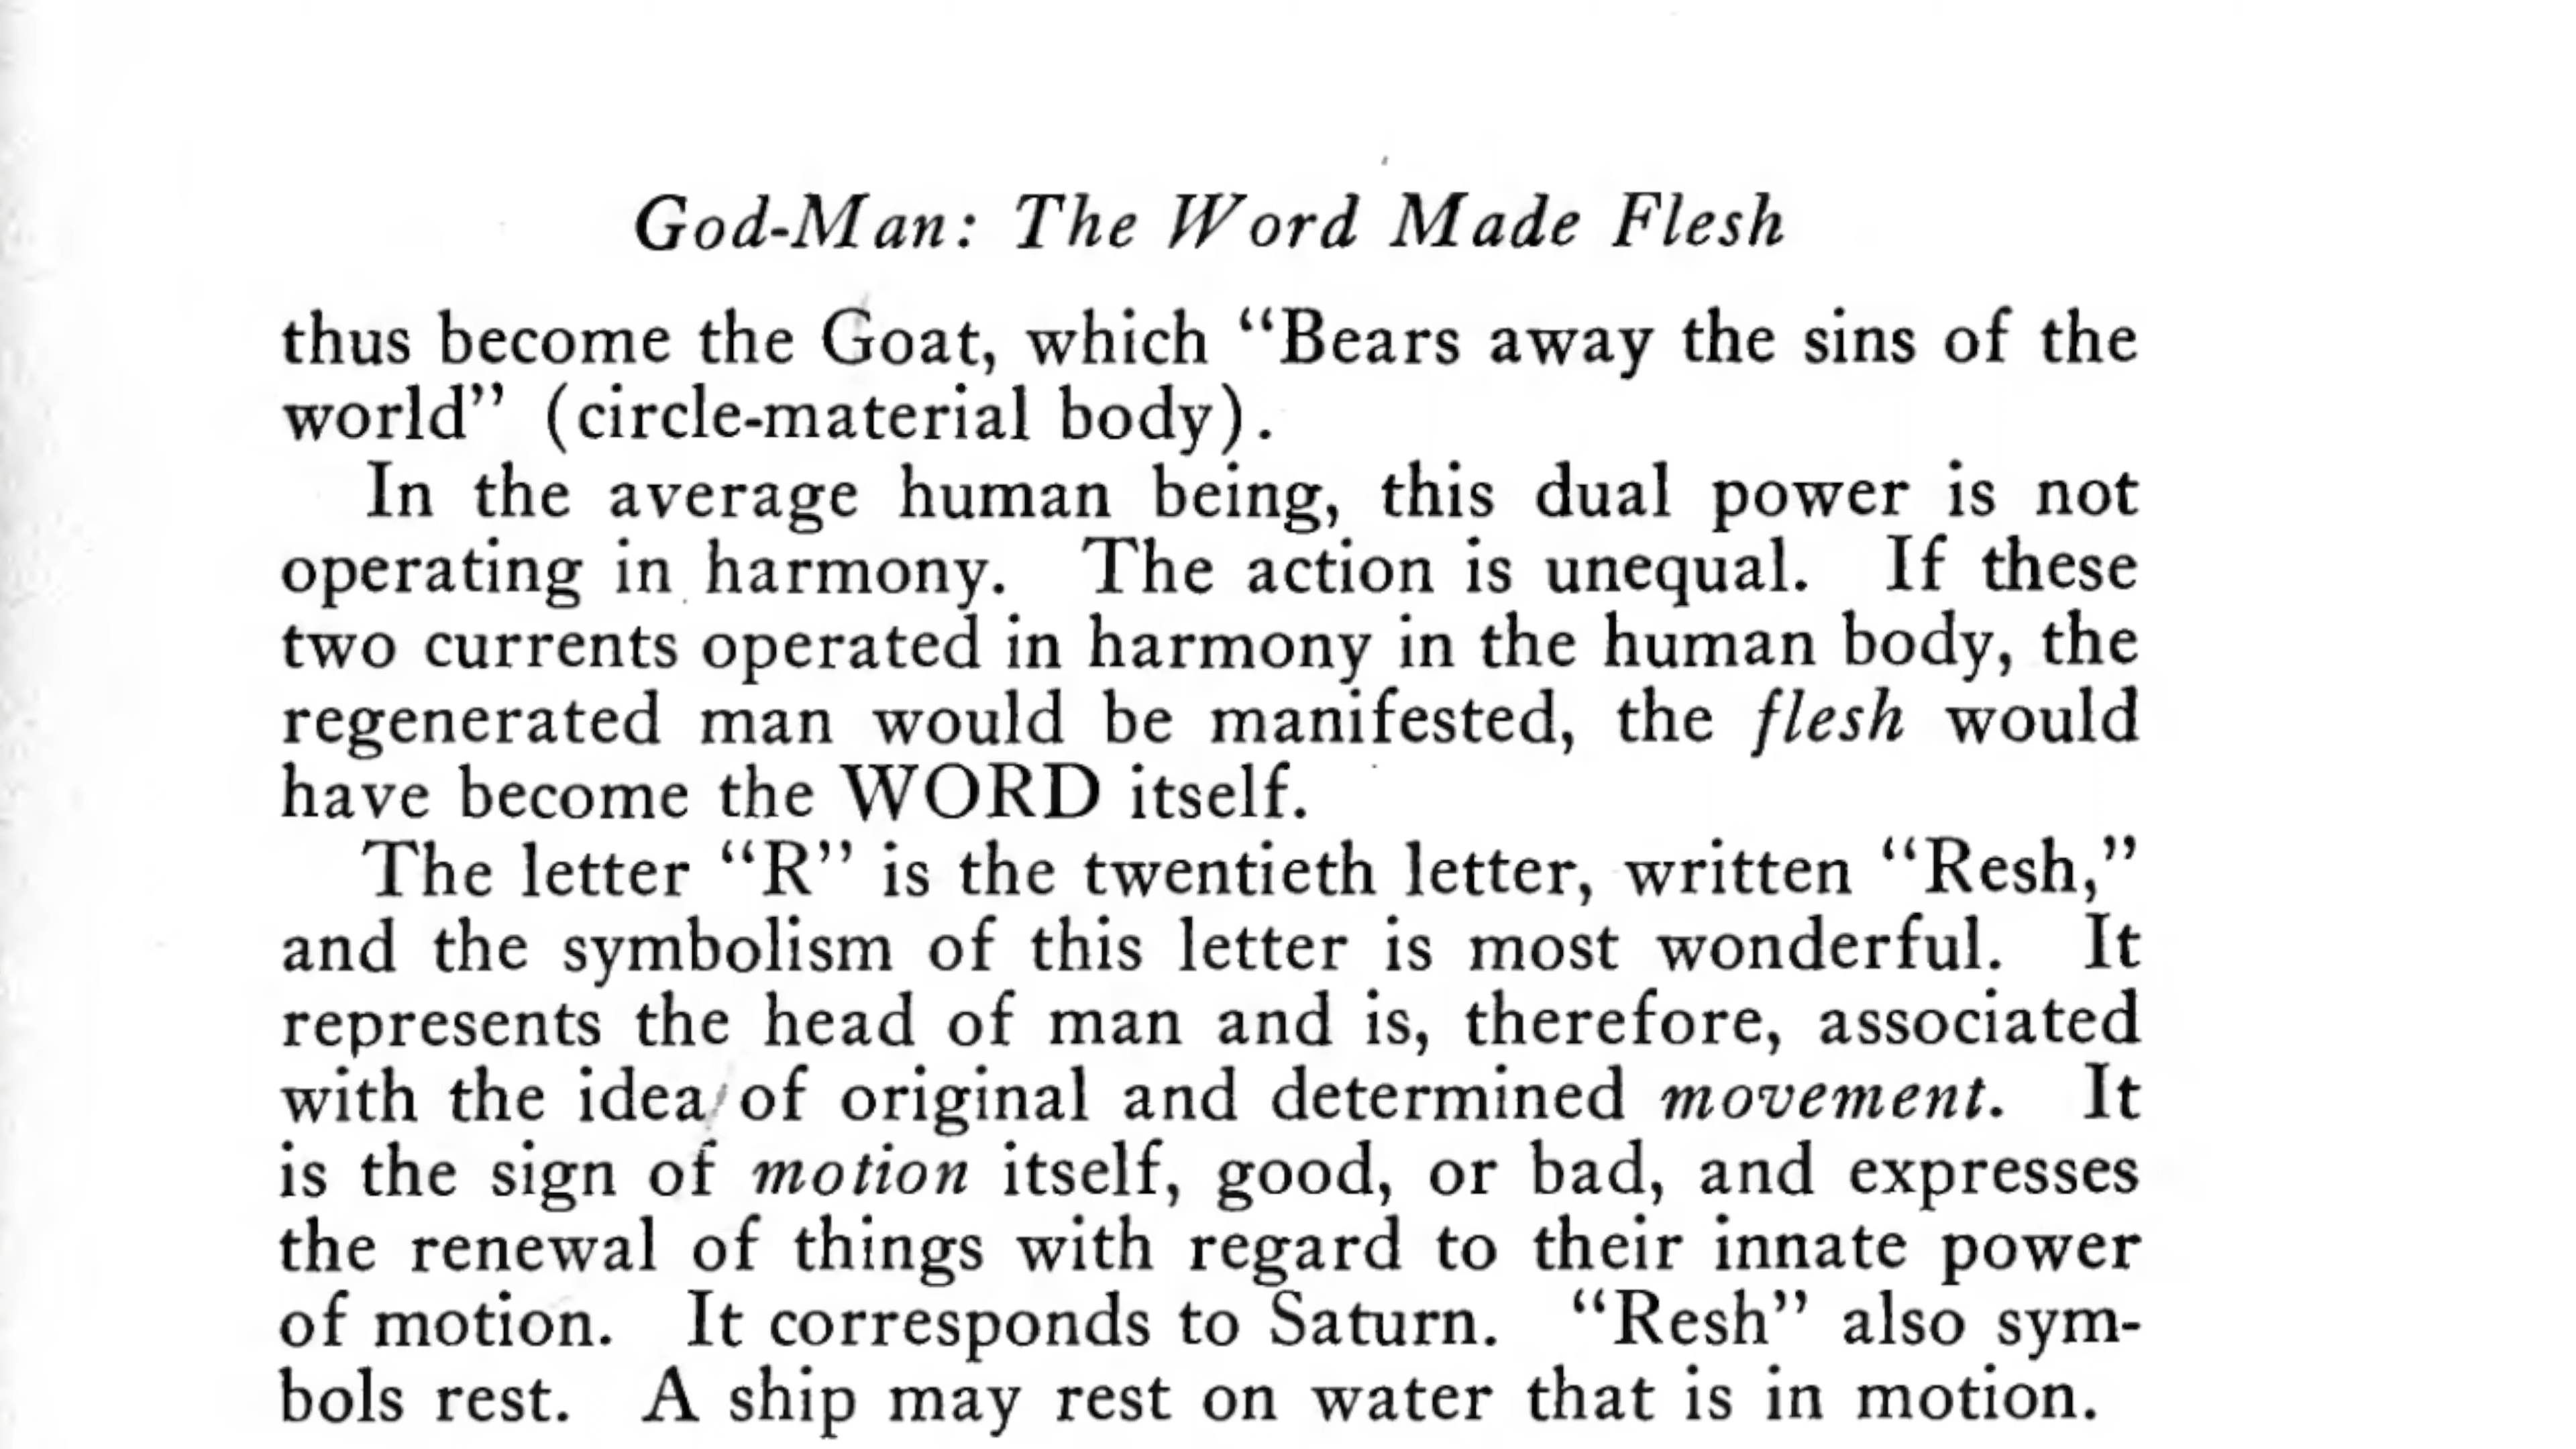 God-Man: The Word Made Flesh
thus become the Goat, which “Bears away the sins of the
world” (circle-material body).
In the average human being, this dual power is not
operating in harmony. The action is unequal. If these
two currents operated in harmony in the human body, the
regenerated man would be manifested, the flesh would
have become the WORD itself.
The letter “R” is the twentieth letter, written “Resh,”
and the symbolism of this letter is most wonderful. It
represents the head of man and is, therefore, associated
with the idea of original and determined movement. It
is the sign of motion itself, good, or bad, and expresses
the renewal of things with regard to their innate power
of motion. It corresponds to Saturn. “Resh” also sym-
bols rest. A ship may rest on water that is in motion.